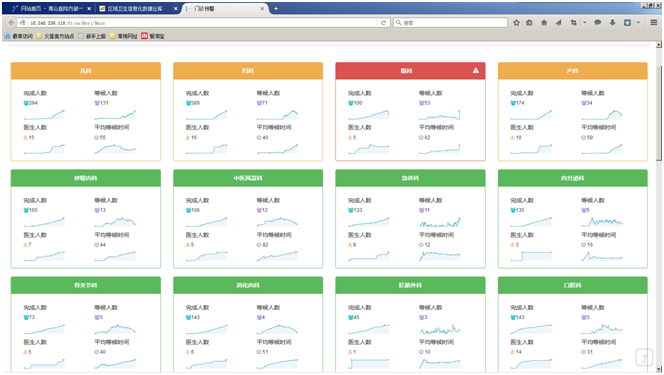 网站首页 - 萧山医院市中...
区域卫生信息化数据仓库
门诊预警
10.240.236.118
搜索
最常访问 火狐官方站点 新手上路 常用网址 爱淘宝
儿科 妇科 眼科 产科
完成人数 等候人数 完成人数 等候人数 完成人数 等候人数 完成人数 等候人数
294 131 388 71 100 53 174 34
医生人数 平均等候时间 医生人数 平均等候时间 医生人数 平均等候时间 医生人数 平均等候时间
15 55 16 40 5 62 10 59
呼吸内科 中医风湿科 急诊科 内分泌科
完成人数 等候人数 完成人数 等候人数 完成人数 等候人数 完成人数 等候人数
165 13 106 12 133 11 135 5
医生人数 平均等候时间 医生人数 平均等候时间 医生人数 平均等候时间 医生人数 平均等候时间
7 44 5 82 8 12 3 16
骨关节科 消化内科 肛肠外科 口腔科
完成人数 等候人数 完成人数 等候人数 完成人数 等候人数 完成人数 等候人数
73 5 143 4 45 3 143 3
医生人数 平均等候时间 医生人数 平均等候时间 医生人数 平均等候时间 医生人数 平均等候时间
5 40 6 51 1 10 14 31